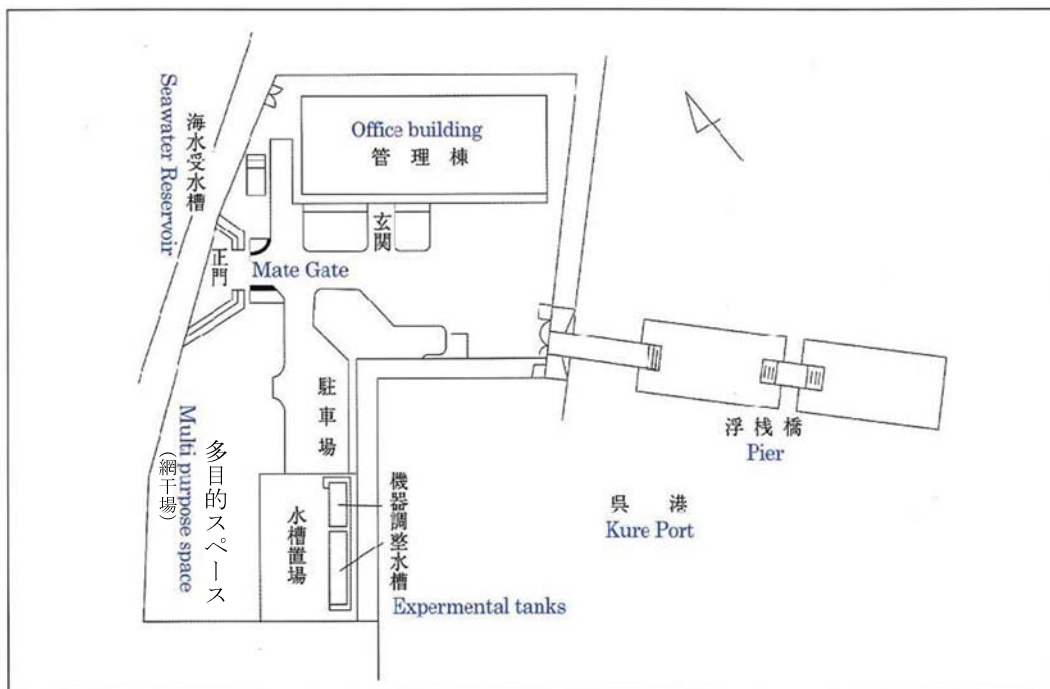 Seawater Reservoir
海水受水槽
Office building
管理棟
玄関
正門
Mate Gate
駐車場
浮桟橋
Pier
Multi purpose space
(網干場)
多目的スペース
水槽置場
機器調整水槽
Expermental tanks
呉港
Kure Port